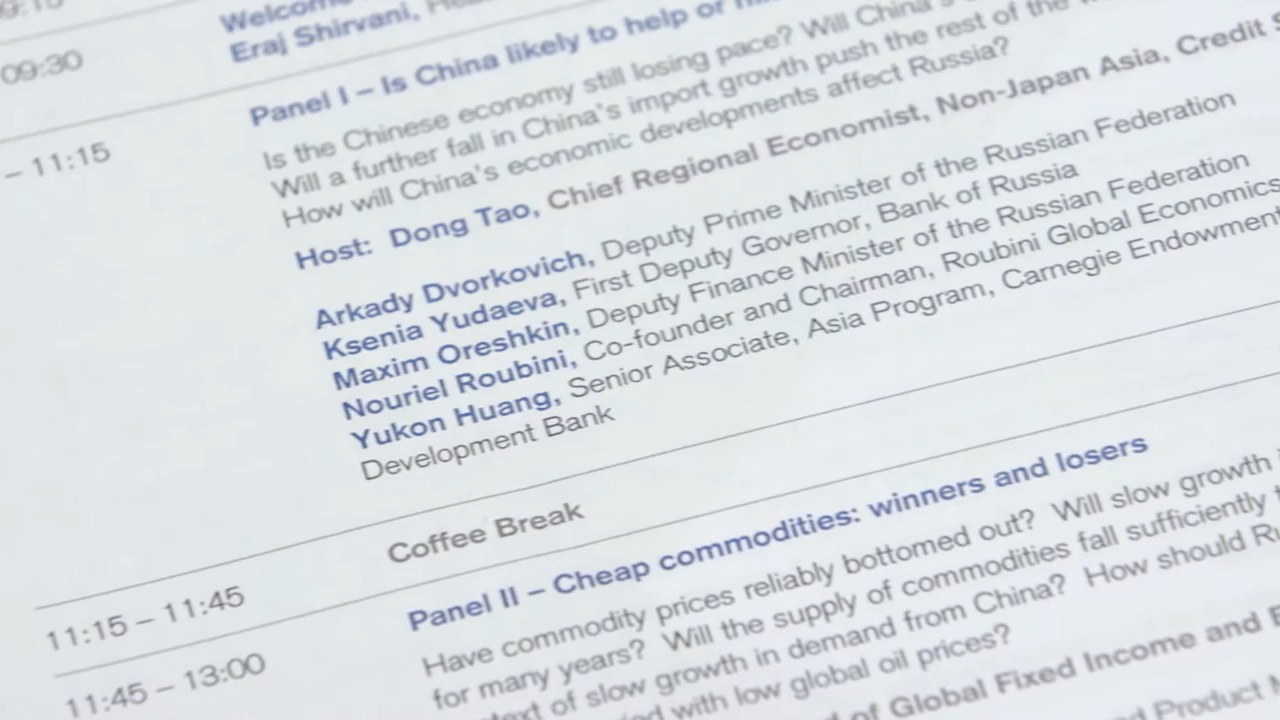 Welcome
09:30
Eraj Shirvani,
– 11:15
Panel I – Is China likely to help or
Is the Chinese economy still losing pace? Will China's
Will a further fall in China's import growth push the rest of the
How will China's economic developments affect Russia?
Host: Dong Tao, Chief Regional Economist, Non-Japan Asia, Credit
Arkady Dvorkovich, Deputy Prime Minister of the Russian Federation
Ksenia Yudaeva, First Deputy Governor, Bank of Russia
Maxim Oreshkin, Deputy Finance Minister of the Russian Federation
Nouriel Roubini, Co-founder and Chairman, Roubini Global Economics
Yukon Huang, Senior Associate, Asia Program, Carnegie Endowment
Development Bank
11:15 – 11:45
Coffee Break
11:45 – 13:00
Panel II – Cheap commodities: winners and losers
Have commodity prices reliably bottomed out? Will slow growth
for many years? Will the supply of commodities fall sufficiently
of slow growth in demand from China? How should
with low global oil prices?
of Global Fixed Income and
Product